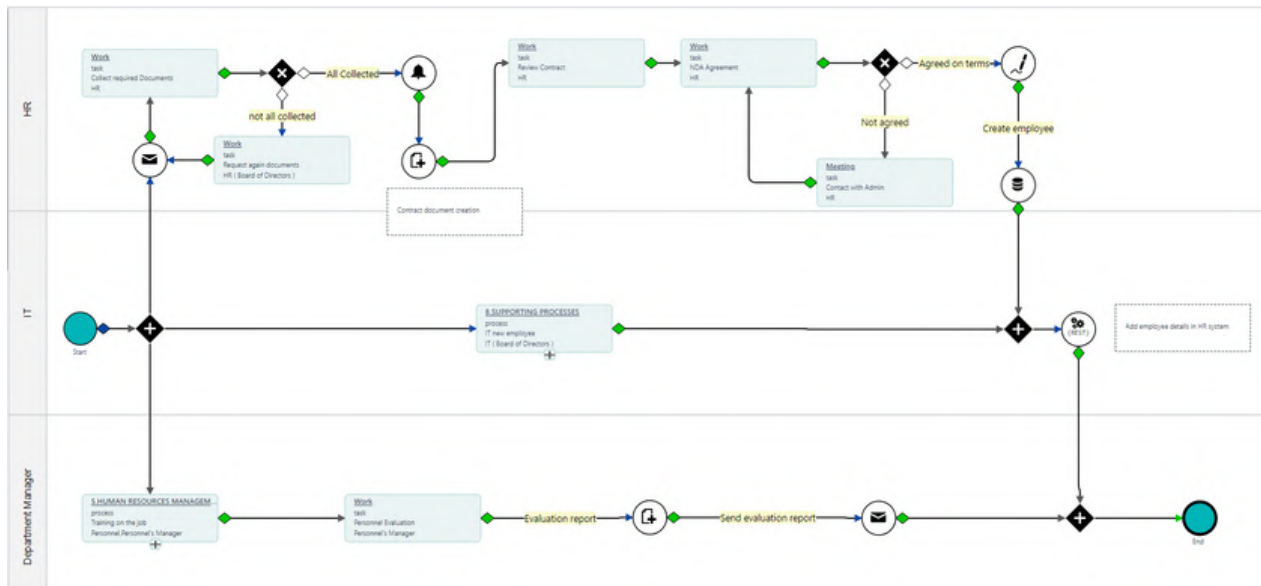 HR
Work
task
Collect required Documents
HR
All Collected
not all collected
Work
task
Request again documents
HR ( Board of Directors )
Contract document creation
Work
task
Review Contract
HR
Work
task
NDA Agreement
HR
Agreed on terms
Not agreed
Meeting
task
Contact with Admin
HR
Create employee
IT
Start
8.SUPPORTING PROCESSES
process
IT new employee
IT ( Board of Directors )
(REST)
Add employee details in HR system
Department Manager
5.HUMAN RESOURCES MANAGEM...
process
Training on the job
Personnel,Personnel's Manager
Work
task
Personnel Evaluation
Personnel's Manager
Evaluation report
Send evaluation report
End